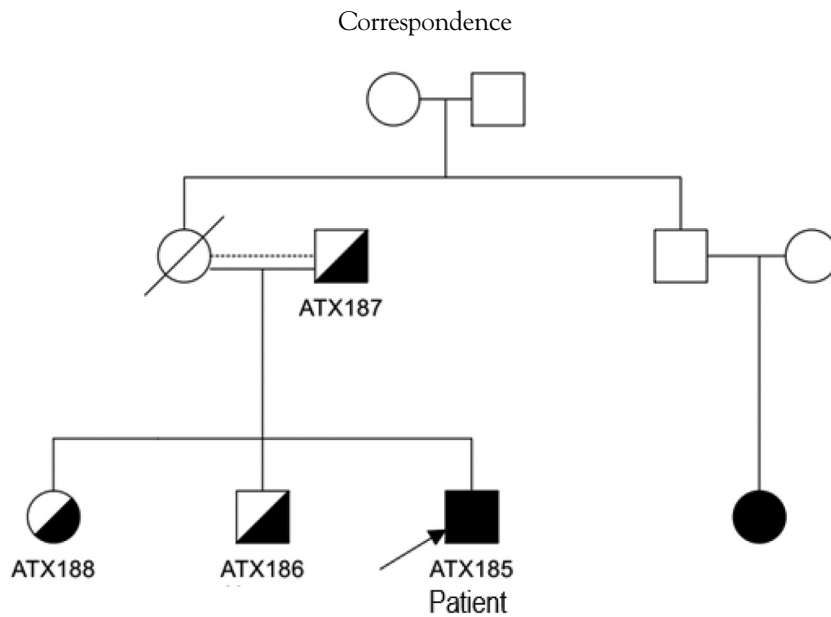 Correspondence
ATX187
ATX188
ATX186
ATX185
Patient